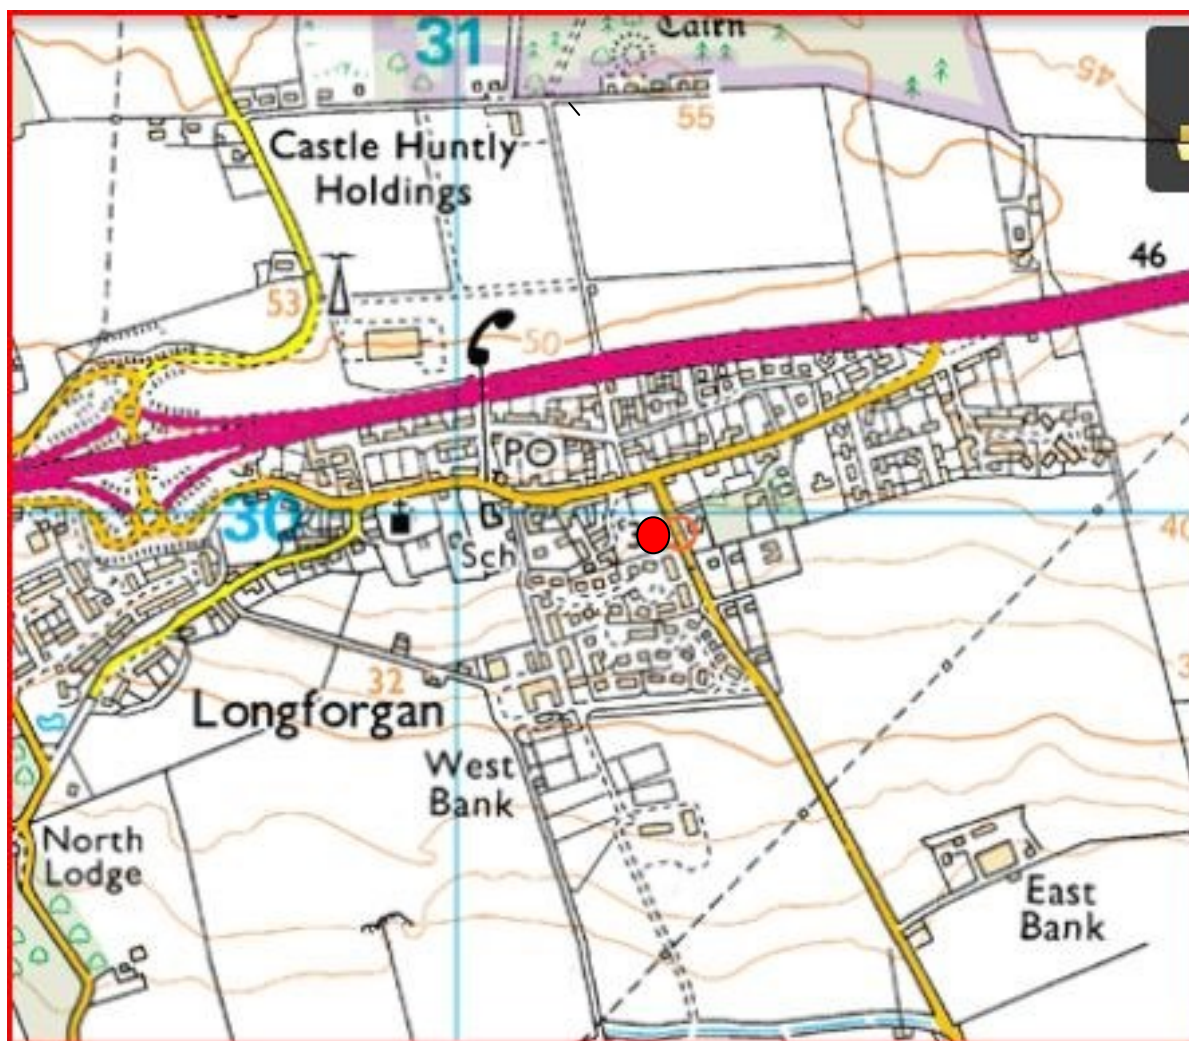 31
Cairn
55
45
Castle Huntly
Holdings
46
53
50
PO
30
Sch
40
32
Longforgan
West
Bank
North
Lodge
East
Bank